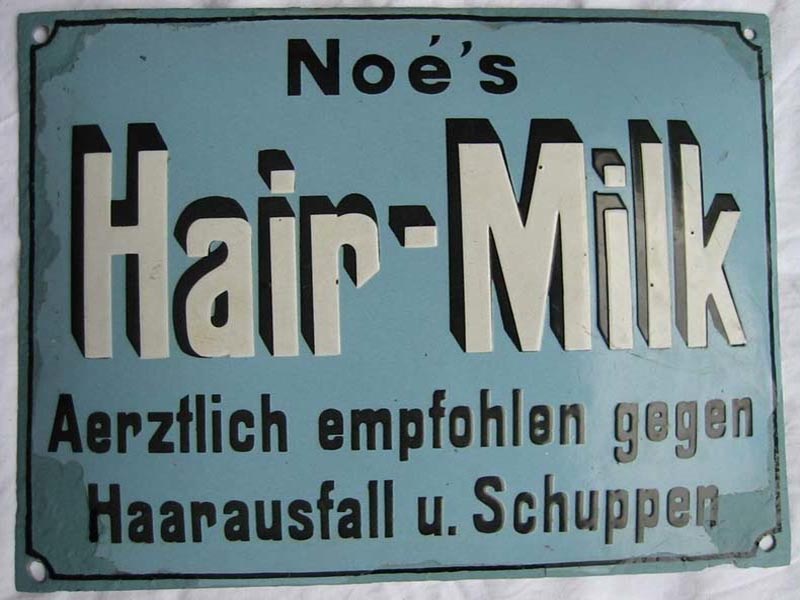 Noé's
Hair-Milk
Aerztlich empfohlen gegen
Haarausfall u. Schuppen